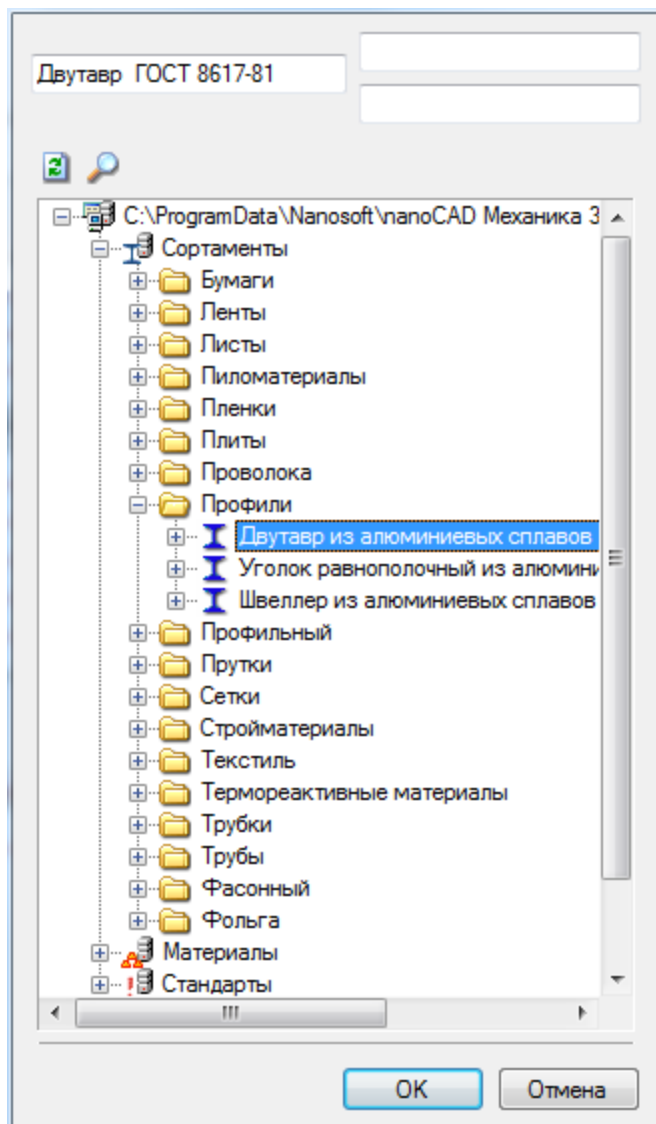 Двутавр ГОСТ 8617-81
C:\ProgramData\Nanosoft\nanoCAD Механика 3
Сортаменты
Бумаги
Ленты
Листы
Пиломатериалы
Пленки
Плиты
Проволока
Профили
Двутавр из алюминиевых сплавов
Уголок равнополочный из алюмини
Швеллер из алюминиевых сплавов
Профильный
Прутки
Сетки
Стройматериалы
Текстиль
Термореактивные материалы
Трубки
Трубы
Фасонный
Фольга
Материалы
Стандарты
OK
Отмена